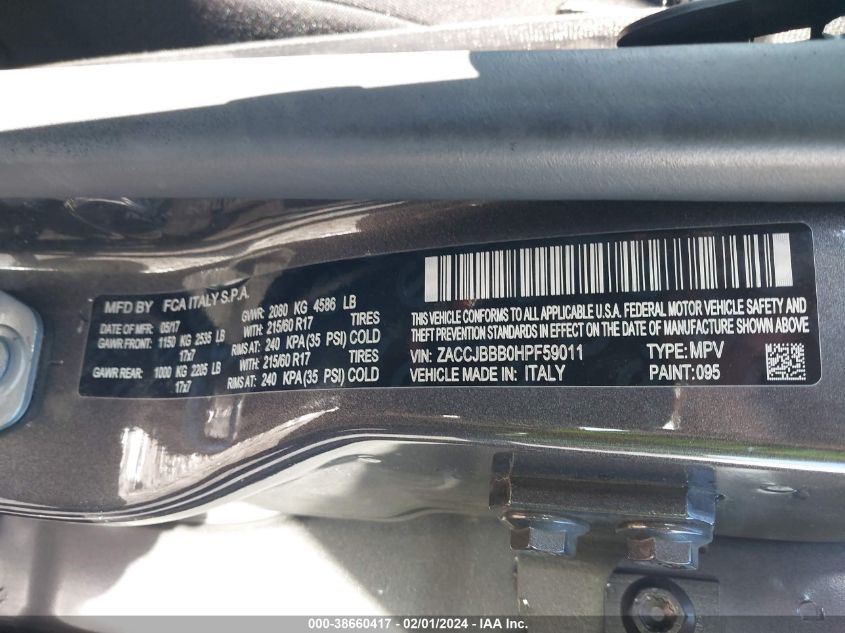 MFD BY FCA ITALY S.P.A.
DATE OF MFR: 05/17 GVWR: 2080 KG 4586 LB
GAWR FRONT: 1150 KG 2535 LB WITH: 215/60 R17 TIRES
17x7 RIMS AT: 240 KPA(35 PSI) COLD
GAWR REAR: 1000 KG 2205 LB WITH: 215/60 R17 TIRES
17x7 RIMS AT: 240 KPA(35 PSI) COLD
THIS VEHICLE CONFORMS TO ALL APPLICABLE U.S.A. FEDERAL MOTOR VEHICLE SAFETY AND
THEFT PREVENTION STANDARDS IN EFFECT ON THE DATE OF MANUFACTURE SHOWN ABOVE
VIN: ZACCJBBB0HPF59011 TYPE: MPV
VEHICLE MADE IN: ITALY PAINT: 095
000-38660417 - 02/01/2024 - IAA Inc.